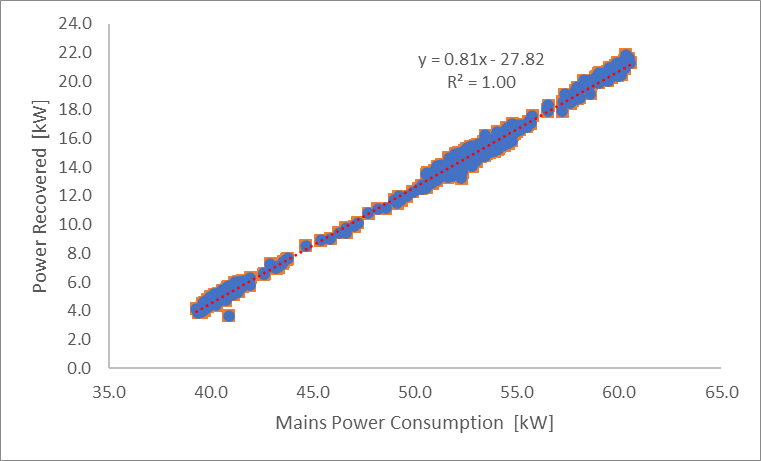 24.0
22.0
20.0
18.0
16.0
14.0
12.0
10.0
8.0
6.0
4.0
2.0
0.0
Power Recovered [kW]
y = 0.81x - 27.82
R² = 1.00
35.0 40.0 45.0 50.0 55.0 60.0 65.0
Mains Power Consumption [kW]